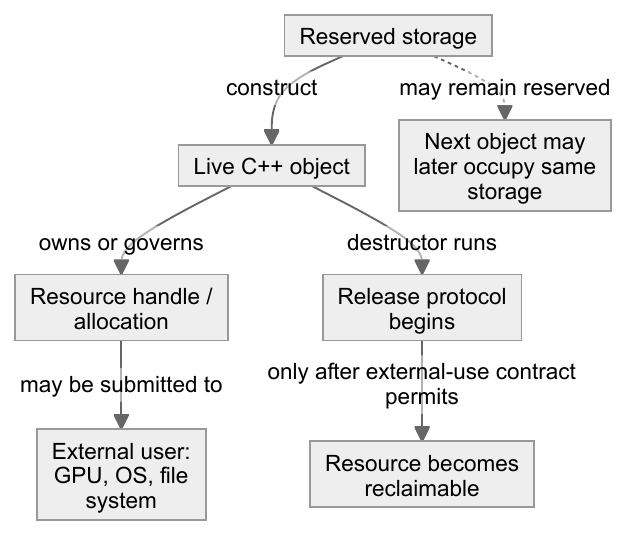 Reserved storage
construct
may remain reserved
Next object may
later occupy same
storage
Live C++ object
owns or governs
destructor runs
Resource handle /
allocation
Release protocol
begins
may be submitted to
only after external-use contract
permits
External user:
GPU, OS, file
system
Resource becomes
reclaimable